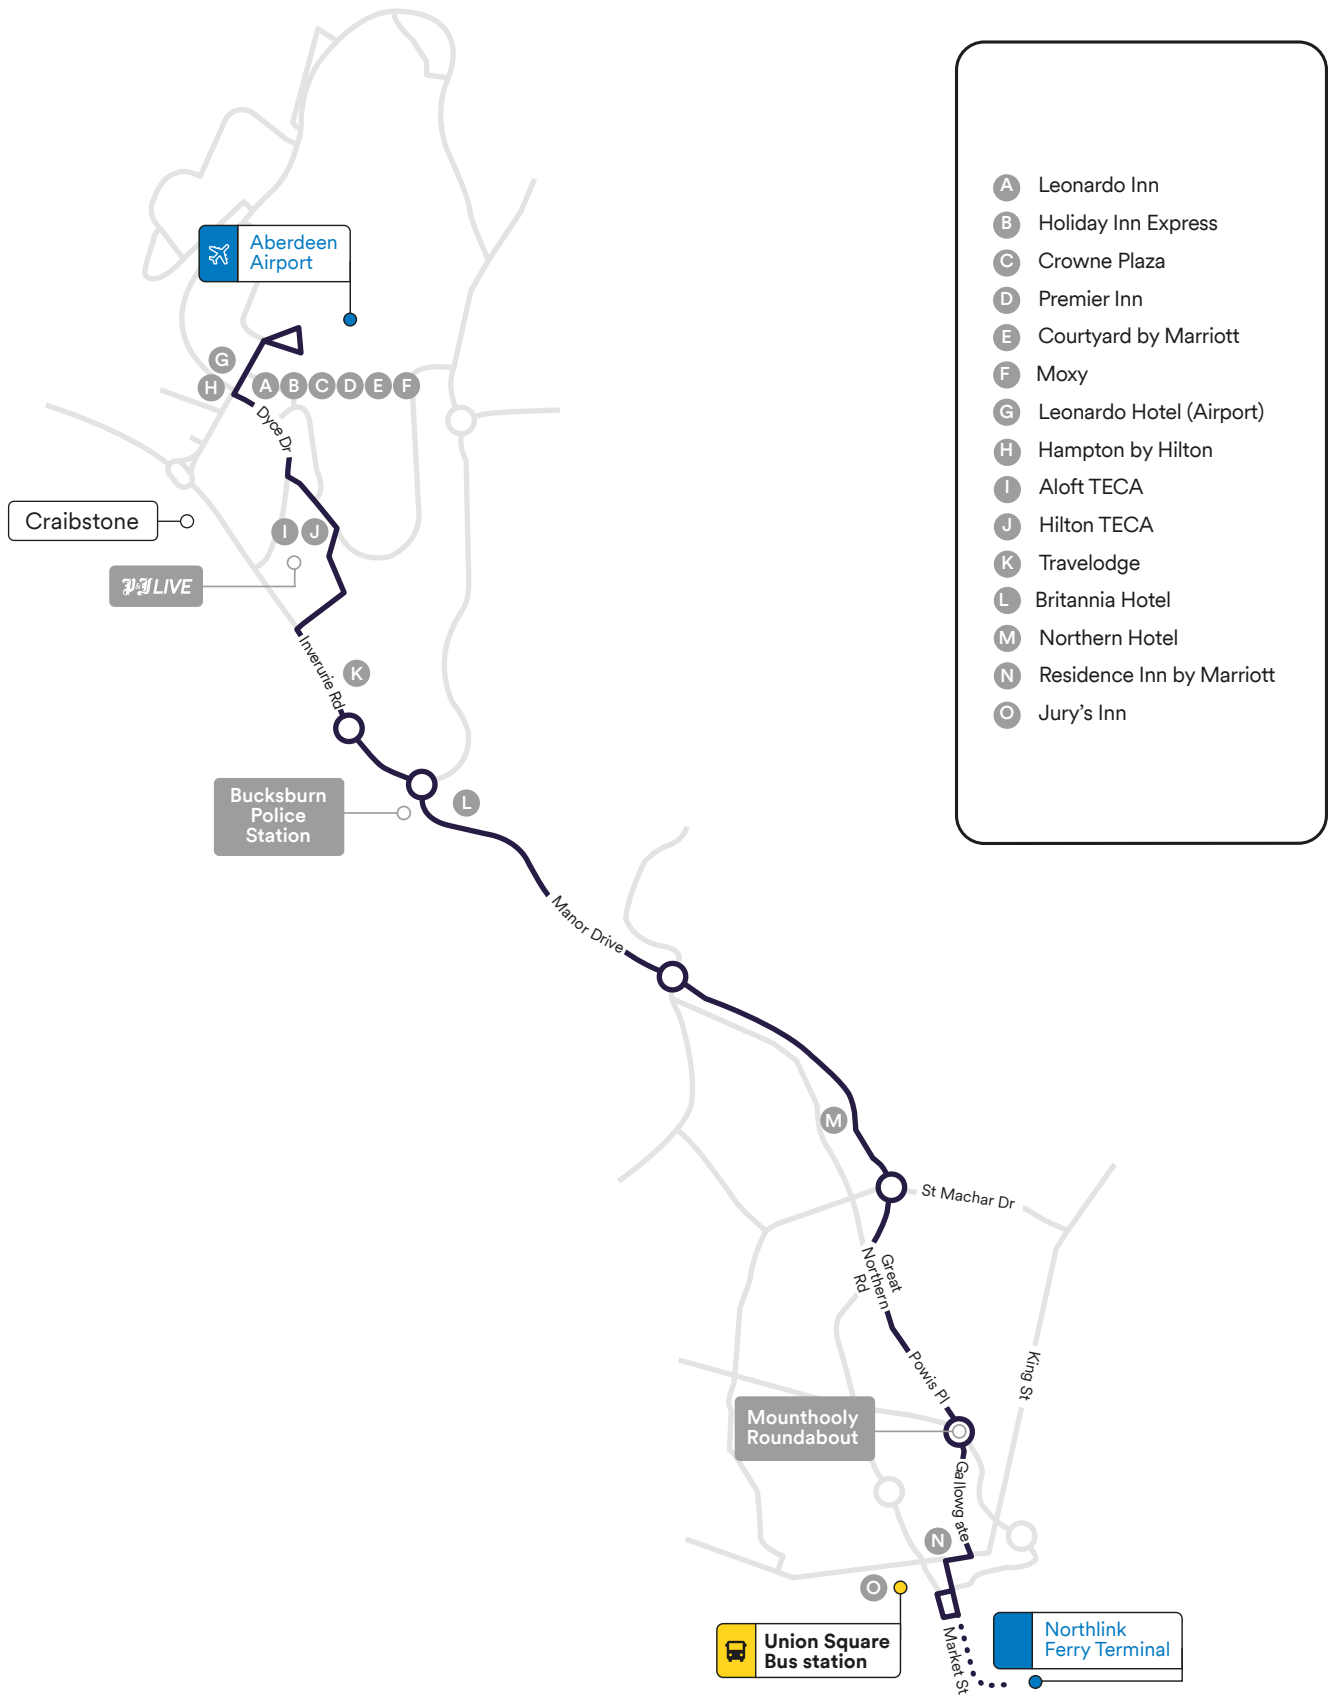 Aberdeen
Airport
G
H
A B C D E F
Dyce Dr
Craibstone
I J
P&J LIVE
Inverurie Rd
K
Bucksburn
Police
Station
L
Manor Drive
M
St Machar Dr
Great
Northern
Rd
Powis Pl
King St
Mounthooly
Roundabout
Gallowgate
N
O
Union Square
Bus station
Market St
Northlink
Ferry Terminal
A Leonardo Inn
B Holiday Inn Express
C Crowne Plaza
D Premier Inn
E Courtyard by Marriott
F Moxy
G Leonardo Hotel (Airport)
H Hampton by Hilton
I Aloft TECA
J Hilton TECA
K Travelodge
L Britannia Hotel
M Northern Hotel
N Residence Inn by Marriott
O Jury's Inn